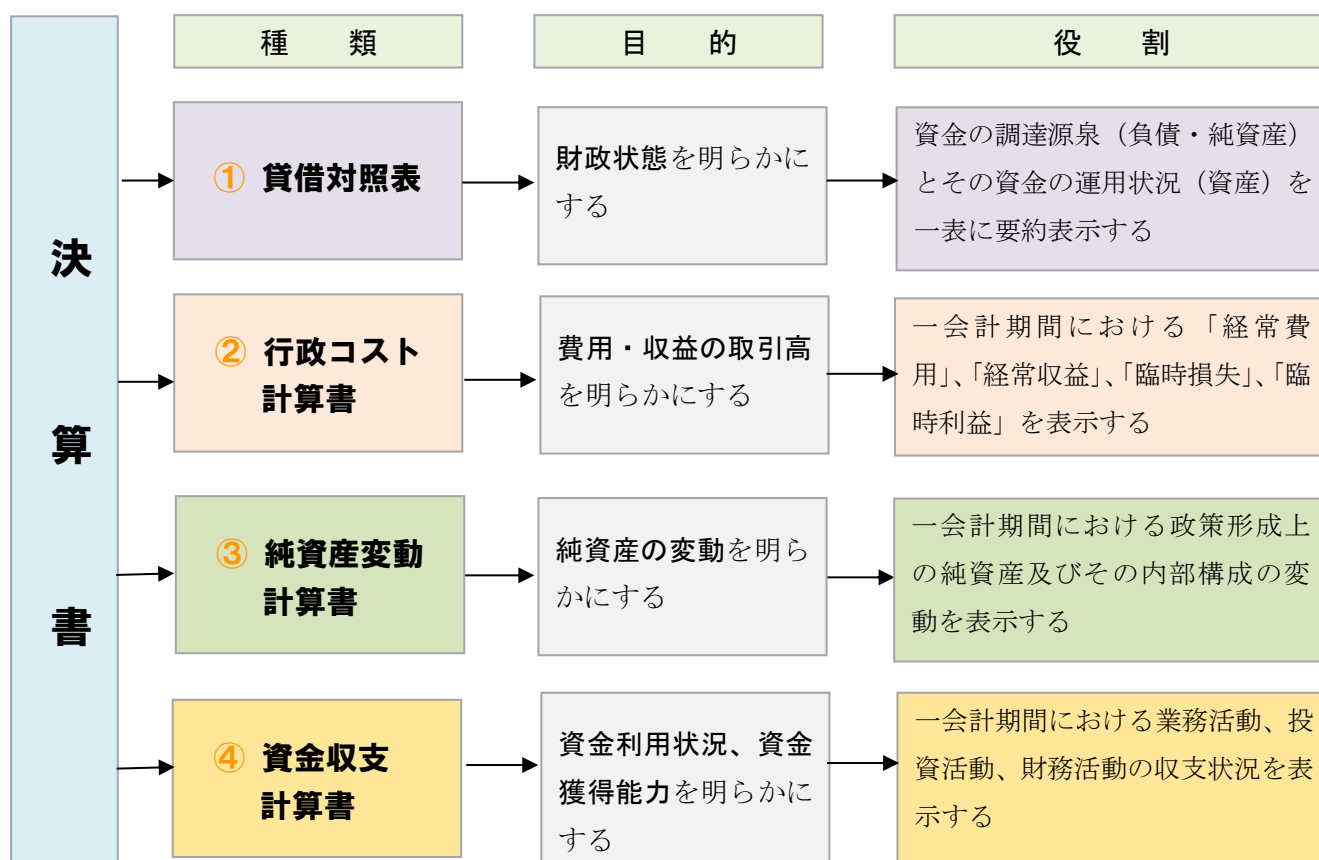 決
算
書
種　　類
目　　的
役　　割
① 貸借対照表
財政状態を明らかに
する
資金の調達源泉（負債・純資産）
とその資金の運用状況（資産）を
一表に要約表示する
② 行政コスト
計算書
費用・収益の取引高
を明らかにする
一会計期間における「経常費
用」、「経常収益」、「臨時損失」、「臨
時利益」を表示する
③ 純資産変動
計算書
純資産の変動を明ら
かにする
一会計期間における政策形成上
の純資産及びその内部構成の変
動を表示する
④ 資金収支
計算書
資金利用状況、資金
獲得能力を明らかに
する
一会計期間における業務活動、投
資活動、財務活動の収支状況を表
示する